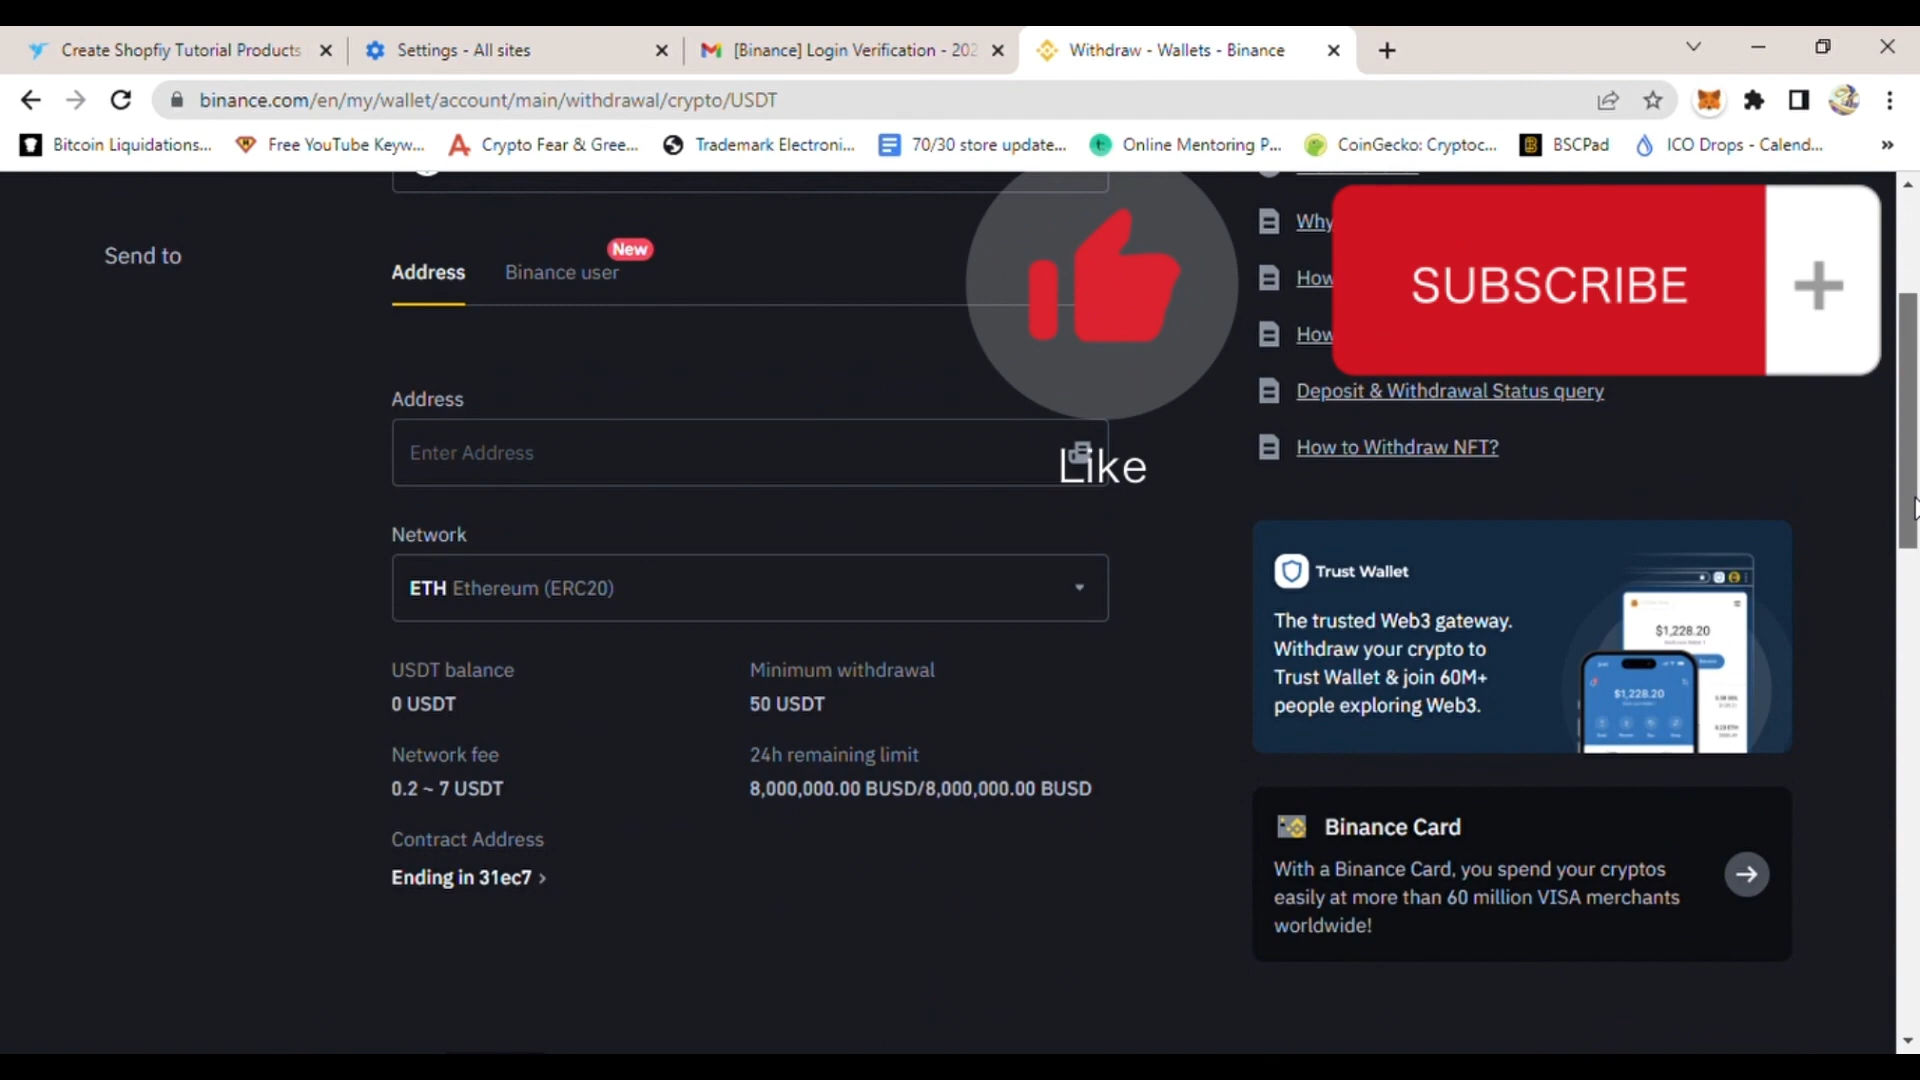 Create Shopfiy Tutorial Products
Settings - All sites
[Binance] Login Verification - 202
Withdraw - Wallets - Binance
binance.com/en/my/wallet/account/main/withdrawal/crypto/USDT
Bitcoin Liquidations...
Free YouTube Keyw...
Crypto Fear & Gree...
Trademark Electroni...
70/30 store update...
Online Mentoring P...
CoinGecko: Cryptoc...
BSCPad
ICO Drops - Calend...
Send to
New
Address
Binance user
Address
Enter Address
Network
ETH Ethereum (ERC20)
USDT balance
0 USDT
Minimum withdrawal
50 USDT
Network fee
0.2 ~ 7 USDT
24h remaining limit
8,000,000.00 BUSD/8,000,000.00 BUSD
Contract Address
Ending in 31ec7 >
Like
Why
How
How
SUBSCRIBE
Deposit & Withdrawal Status query
How to Withdraw NFT?
Trust Wallet
The trusted Web3 gateway.
Withdraw your crypto to
Trust Wallet & join 60M+
people exploring Web3.
$1,228.20
$1,228.20
Binance Card
With a Binance Card, you spend your cryptos
easily at more than 60 million VISA merchants
worldwide!